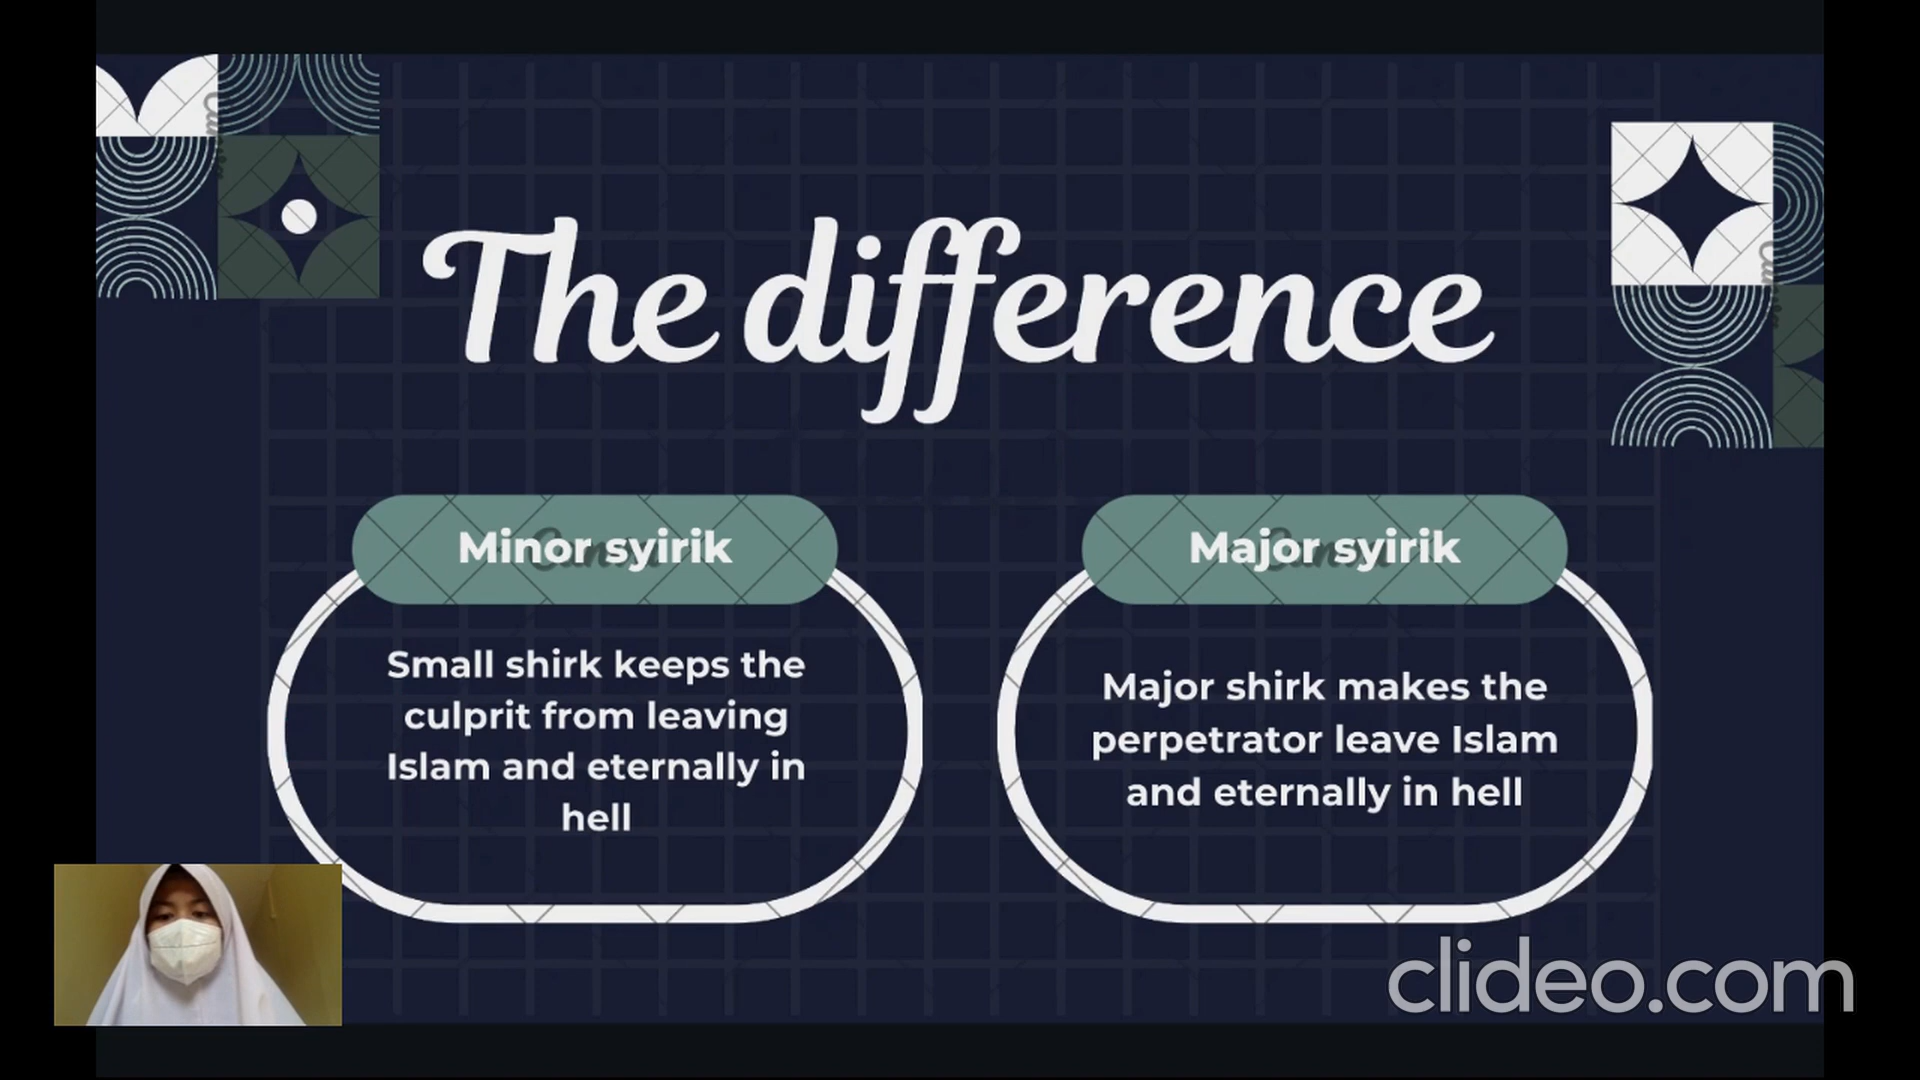 The difference
Minor syirik
Small shirk keeps the
culprit from leaving
Islam and eternally in
hell
Major syirik
Major shirk makes the
perpetrator leave Islam
and eternally in hell
clideo.com